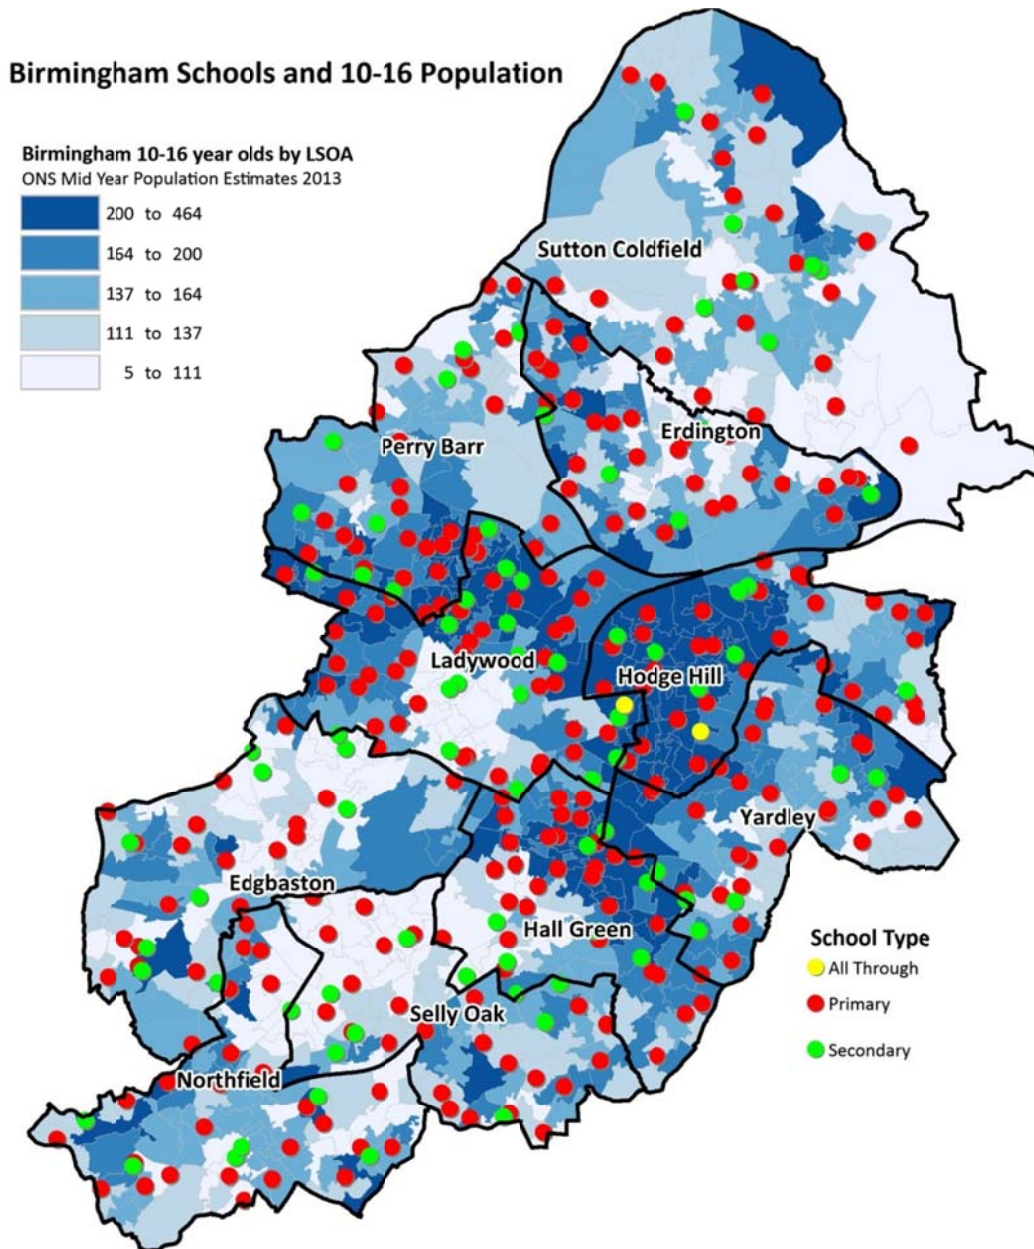 Birmingham Schools and 10-16 Population
Birmingham 10-16 year olds by LSOA
ONS Mid Year Population Estimates 2013
200 to 464
164 to 200
137 to 164
111 to 137
5 to 111
Sutton Coldfield
Erdington
Perry Barr
Ladywood
Hodge Hill
Yardley
Edgbaston
Hall Green
School Type
All Through
Primary
Secondary
Selly Oak
Northfield